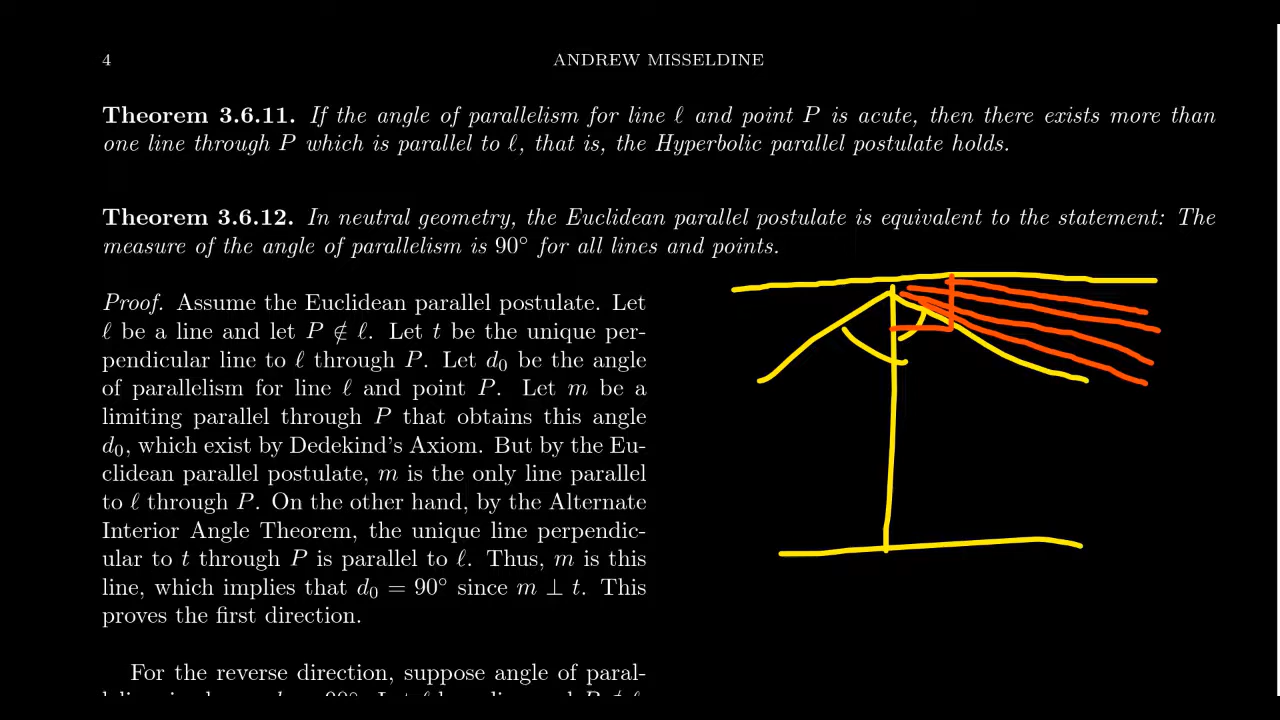 4 ANDREW MISSELDINE
Theorem 3.6.11. If the angle of parallelism for line ℓ and point P is acute, then there exists more than
one line through P which is parallel to ℓ, that is, the Hyperbolic parallel postulate holds.
Theorem 3.6.12. In neutral geometry, the Euclidean parallel postulate is equivalent to the statement: The
measure of the angle of parallelism is 90° for all lines and points.
Proof. Assume the Euclidean parallel postulate. Let
ℓ be a line and let P ∉ ℓ. Let t be the unique per-
pendicular line to ℓ through P. Let d₀ be the angle
of parallelism for line ℓ and point P. Let m be a
limiting parallel through P that obtains this angle
d₀, which exist by Dedekind's Axiom. But by the Eu-
clidean parallel postulate, m is the only line parallel
to ℓ through P. On the other hand, by the Alternate
Interior Angle Theorem, the unique line perpendic-
ular to t through P is parallel to ℓ. Thus, m is this
line, which implies that d₀ = 90° since m ⊥ t. This
proves the first direction.
For the reverse direction, suppose angle of paral-